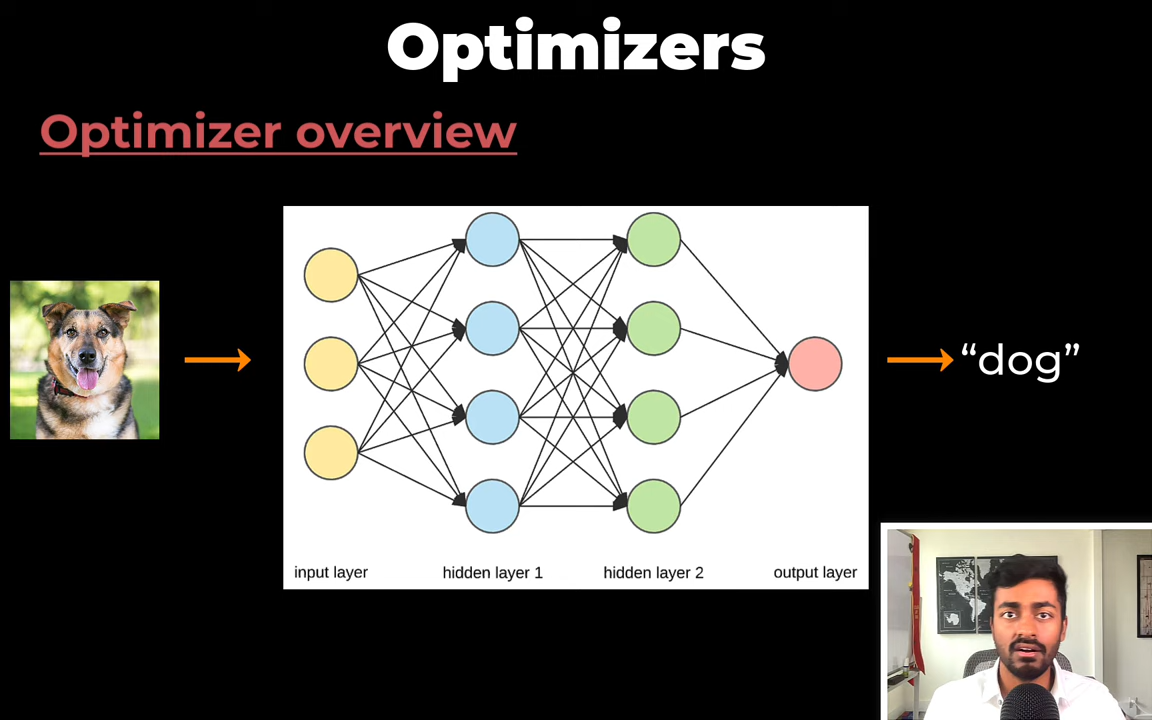 Optimizers
Optimizer overview
“dog”
input layer
hidden layer 1
hidden layer 2
output layer